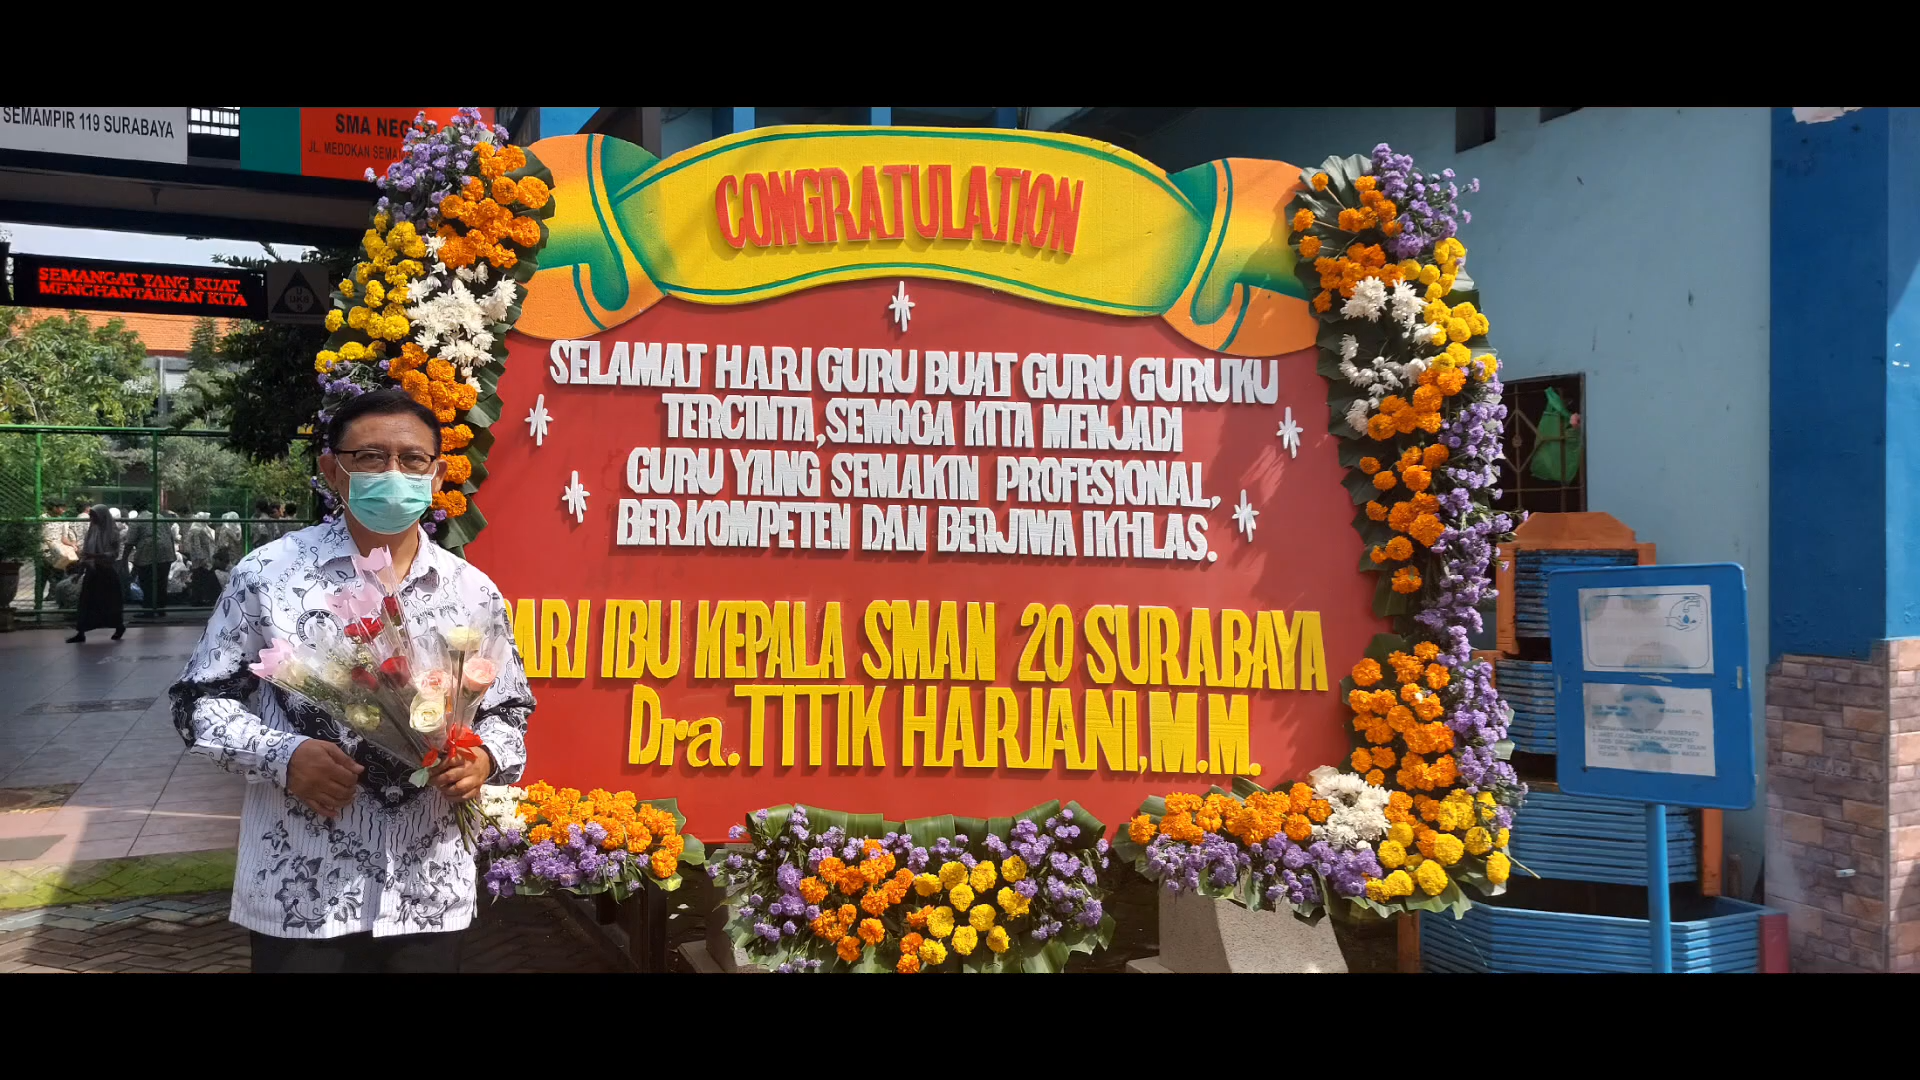 SEMAMPIR 119 SURABAYA
SMA NEG
JL. MEDOKAN SEMA
SEMANGAT YANG KUAT
MENGHANTARKAN KITA
UKS
CONGRATULATION
SELAMAT HARI GURU BUAT GURU GURUKU
TERCINTA, SEMOGA KITA MENJADI
GURU YANG SEMAKIN PROFESIONAL,
BERKOMPETEN DAN BERJIWA IKHLAS.
ARI IBU KEPALA SMAN 20 SURABAYA
Dra. TITIK HARJANI, M.M.